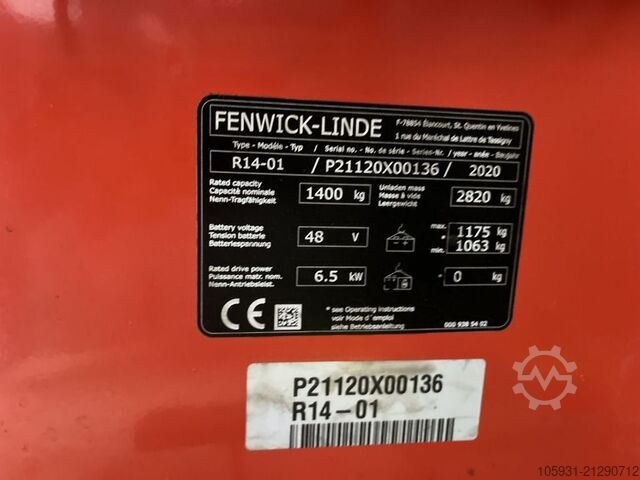 FENWICK-LINDE
F-78854 Elancourt, St. Quentin en Yvelines
1 rue du Maréchal de Lattre de Tassigny
Type - Modèle - Typ / Serial no. - No. de série - Serien-Nr. / year - année - Baujahr
R14-01 / P21120X00136 / 2020
Rated capacity
Capacité nominale
Nenn-Tragfähigkeit
1400 kg
Unladen mass
Masse à vide
Leergewicht
2820 kg
Battery voltage
Tension batterie
Batteriespannung
48 V
max. 1175 kg
*
min. 1063 kg
Rated drive power
Puissance mot. nom.
Nenn-Antriebsleist.
6.5 kW
* 0 kg
CE
* see Operating instructions
voir Mode d'emploi
siehe Betriebsanleitung
000 938 54 02
P21120X00136
R14-01
105931-21290712